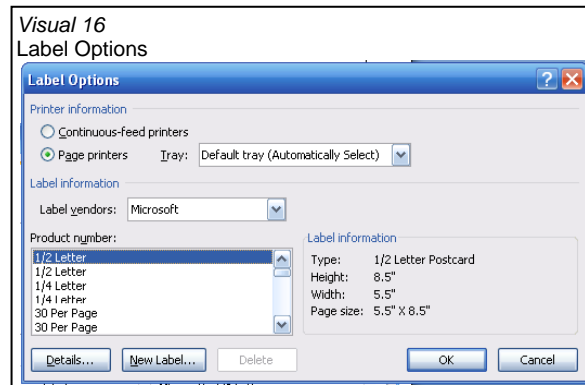 Visual 16
Label Options
Label Options
Printer information
Continuous-feed printers
Page printers Tray: Default tray (Automatically Select)
Label information
Label vendors: Microsoft
Product number:
1/2 Letter
1/2 Letter
1/4 Letter
1/4 Letter
30 Per Page
30 Per Page
Label information
Type: 1/2 Letter Postcard
Height: 8.5"
Width: 5.5"
Page size: 5.5" X 8.5"
Details... New Label... Delete OK Cancel